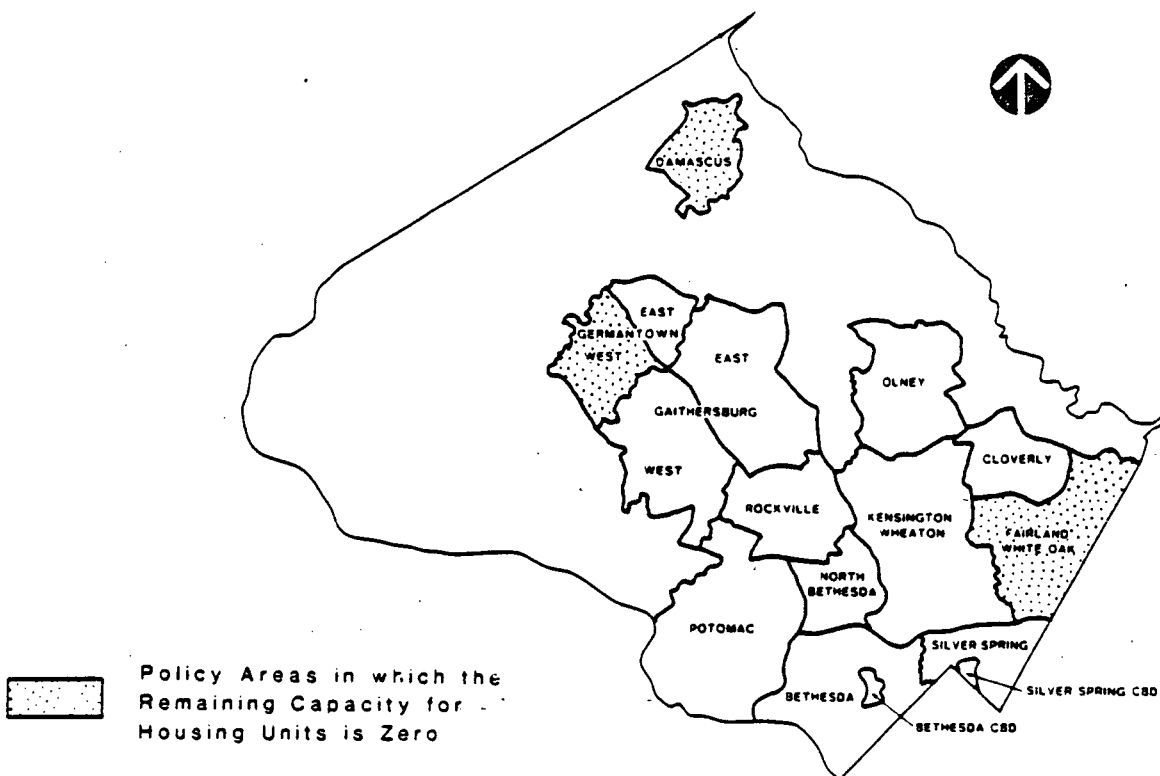 DAMASCUS
EAST
GERMANTOWN
WEST
EAST
GAITHERSBURG
WEST
OLNEY
CLOVERLY
ROCKVILLE
KENSINGTON
WHEATON
FAIRLAND
WHITE OAK
NORTH
BETHESDA
POTOMAC
SILVER SPRING
BETHESDA
SILVER SPRING CBD
BETHESDA CBD
Policy Areas in which the
Remaining Capacity for
Housing Units is Zero